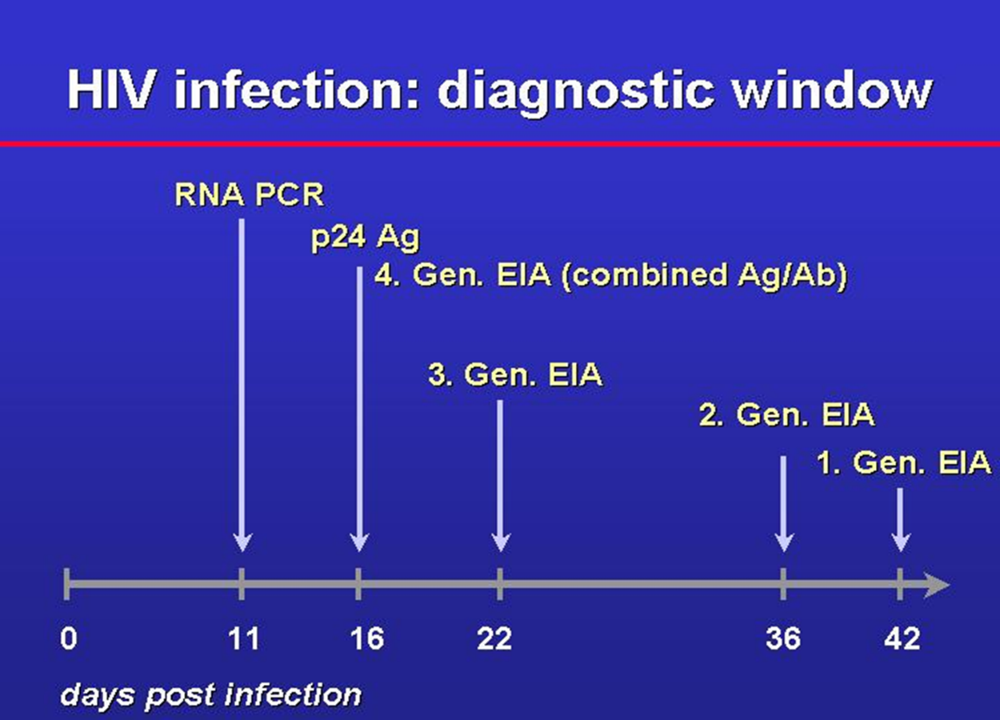 HIV infection: diagnostic window
RNA PCR
p24 Ag
4. Gen. EIA (combined Ag/Ab)
3. Gen. EIA
2. Gen. EIA
1. Gen. EIA
0 11 16 22 36 42
days post infection